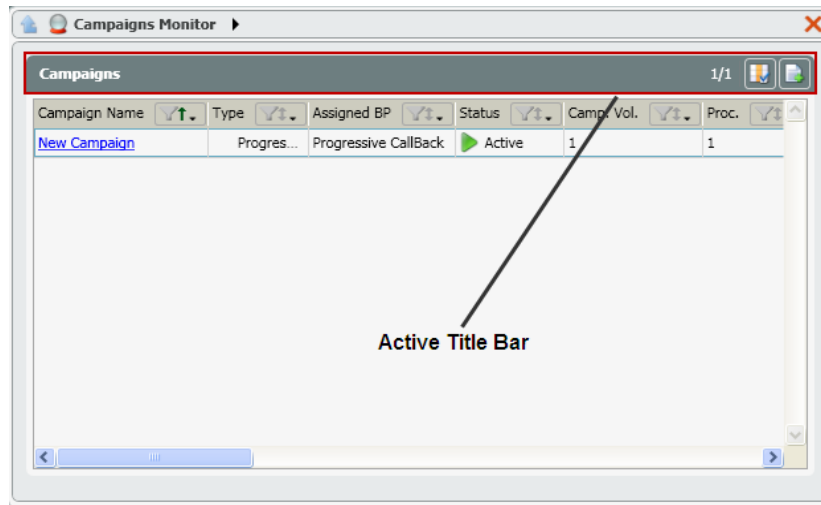 Campaigns Monitor
Campaigns 1/1
Campaign Name Type Assigned BP Status Camp. Vol. Proc.
New Campaign Progres... Progressive CallBack Active 1 1
Active Title Bar